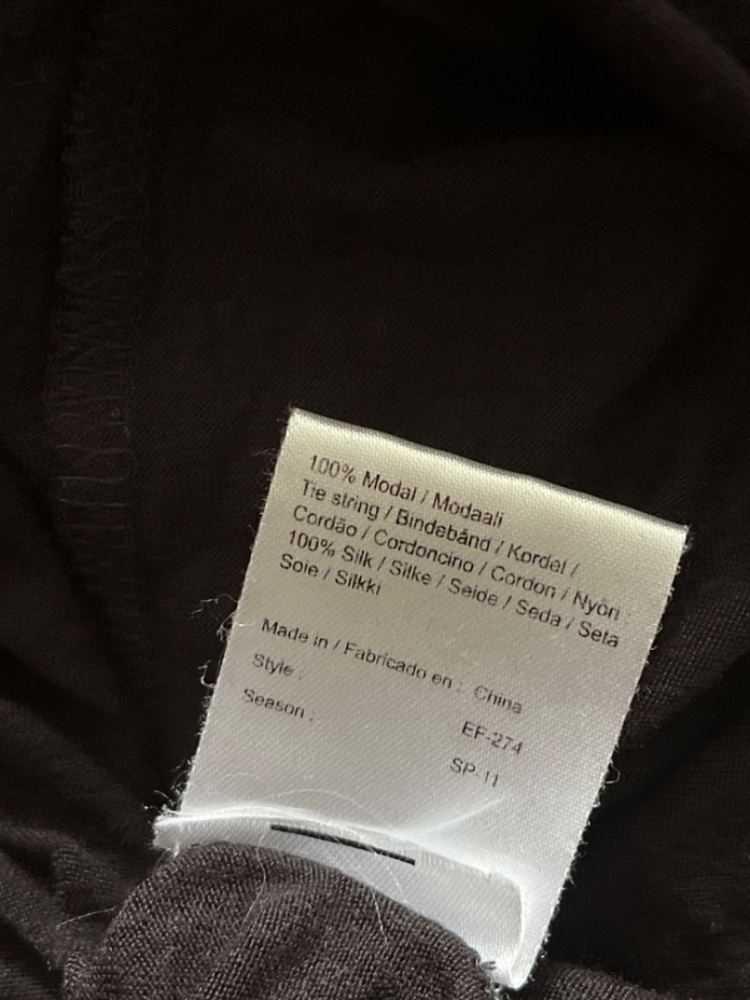 100% Modal / Modaali
Tie string / Bindebånd / Kordel /
Cordão / Cordoncino / Cordon / Nyöri :
100% Silk / Silke / Seide / Seda / Seta
Soie / Silkki
Made in / Fabricado en : China
Style : EF-274
Season : SP-11